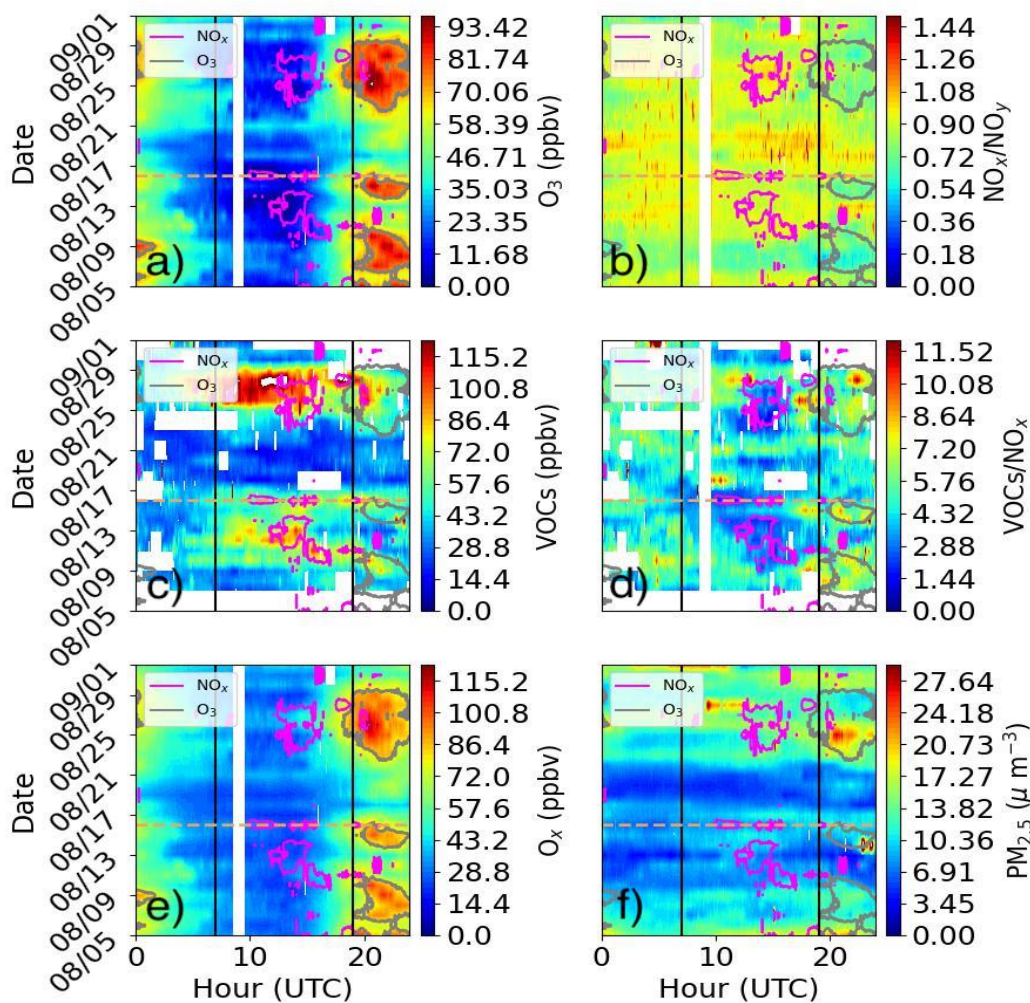 Date
09/01
08/29
08/25
08/21
08/17
08/13
08/09
08/05
NOₓ
O₃
a)
93.42
81.74
70.06
58.39
46.71
35.03
23.35
11.68
0.00
O₃ (ppbv)
NOₓ
O₃
b)
1.44
1.26
1.08
0.90
0.72
0.54
0.36
0.18
0.00
NOₓ/NOᵧ
Date
09/01
08/29
08/25
08/21
08/17
08/13
08/09
08/05
NOₓ
O₃
c)
115.2
100.8
86.4
72.0
57.6
43.2
28.8
14.4
0.0
VOCs (ppbv)
NOₓ
O₃
d)
11.52
10.08
8.64
7.20
5.76
4.32
2.88
1.44
0.00
VOCs/NOₓ
Date
09/01
08/29
08/25
08/21
08/17
08/13
08/09
08/05
NOₓ
O₃
e)
0
10
20
Hour (UTC)
115.2
100.8
86.4
72.0
57.6
43.2
28.8
14.4
0.0
Oₓ (ppbv)
NOₓ
O₃
f)
0
10
20
Hour (UTC)
27.64
24.18
20.73
17.27
13.82
10.36
6.91
3.45
0.00
PM₂.₅ (μ m⁻³)